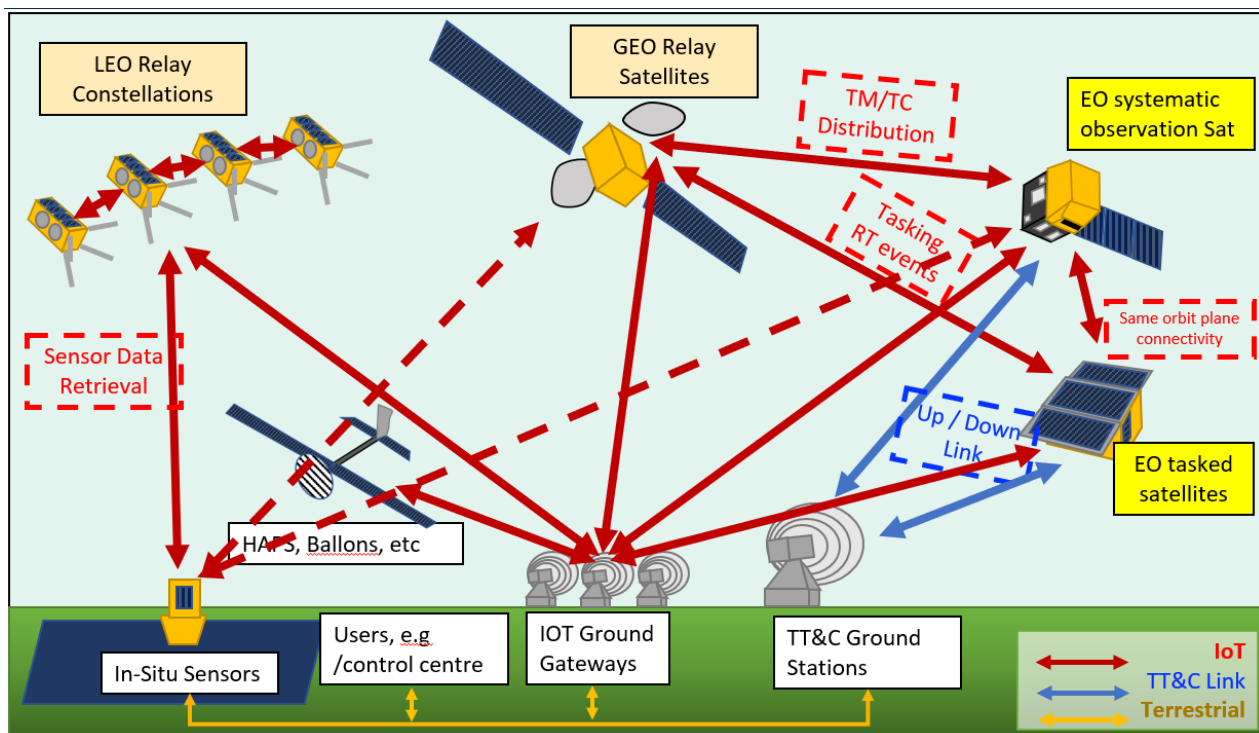 LEO Relay
Constellations
GEO Relay
Satellites
TM/TC
Distribution
EO systematic
observation Sat
Tasking
RT events
Same orbit plane
connectivity
Sensor Data
Retrieval
Up / Down
Link
EO tasked
satellites
HAPS, Ballons, etc
In-Situ Sensors
Users, e.g
/control centre
IOT Ground
Gateways
TT&C Ground
Stations
IoT
TT&C Link
Terrestrial